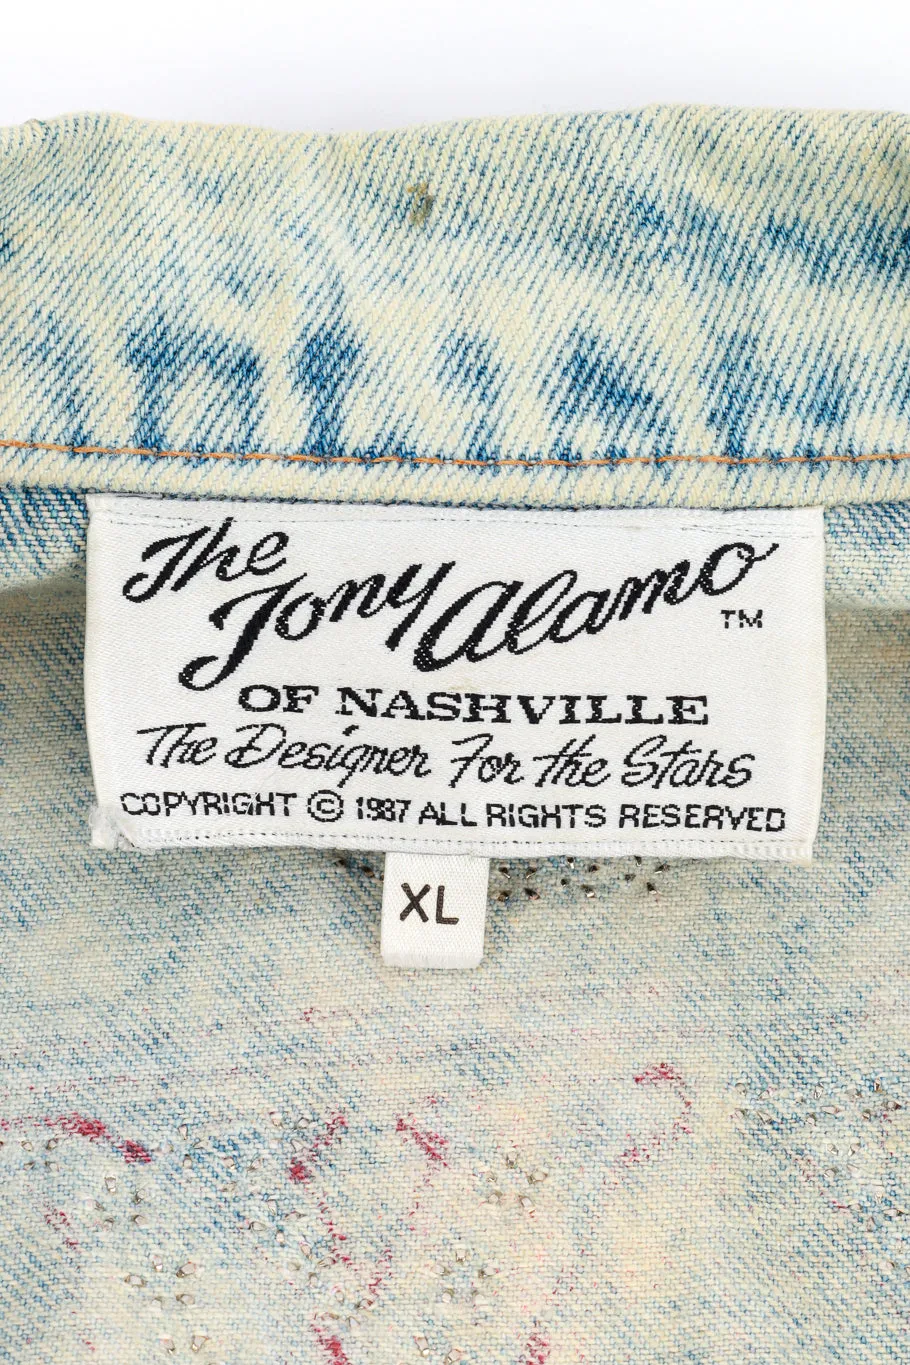 The
Tony Alamo ™
OF NASHVILLE
The Designer For the Stars
COPYRIGHT © 1987 ALL RIGHTS RESERVED
XL